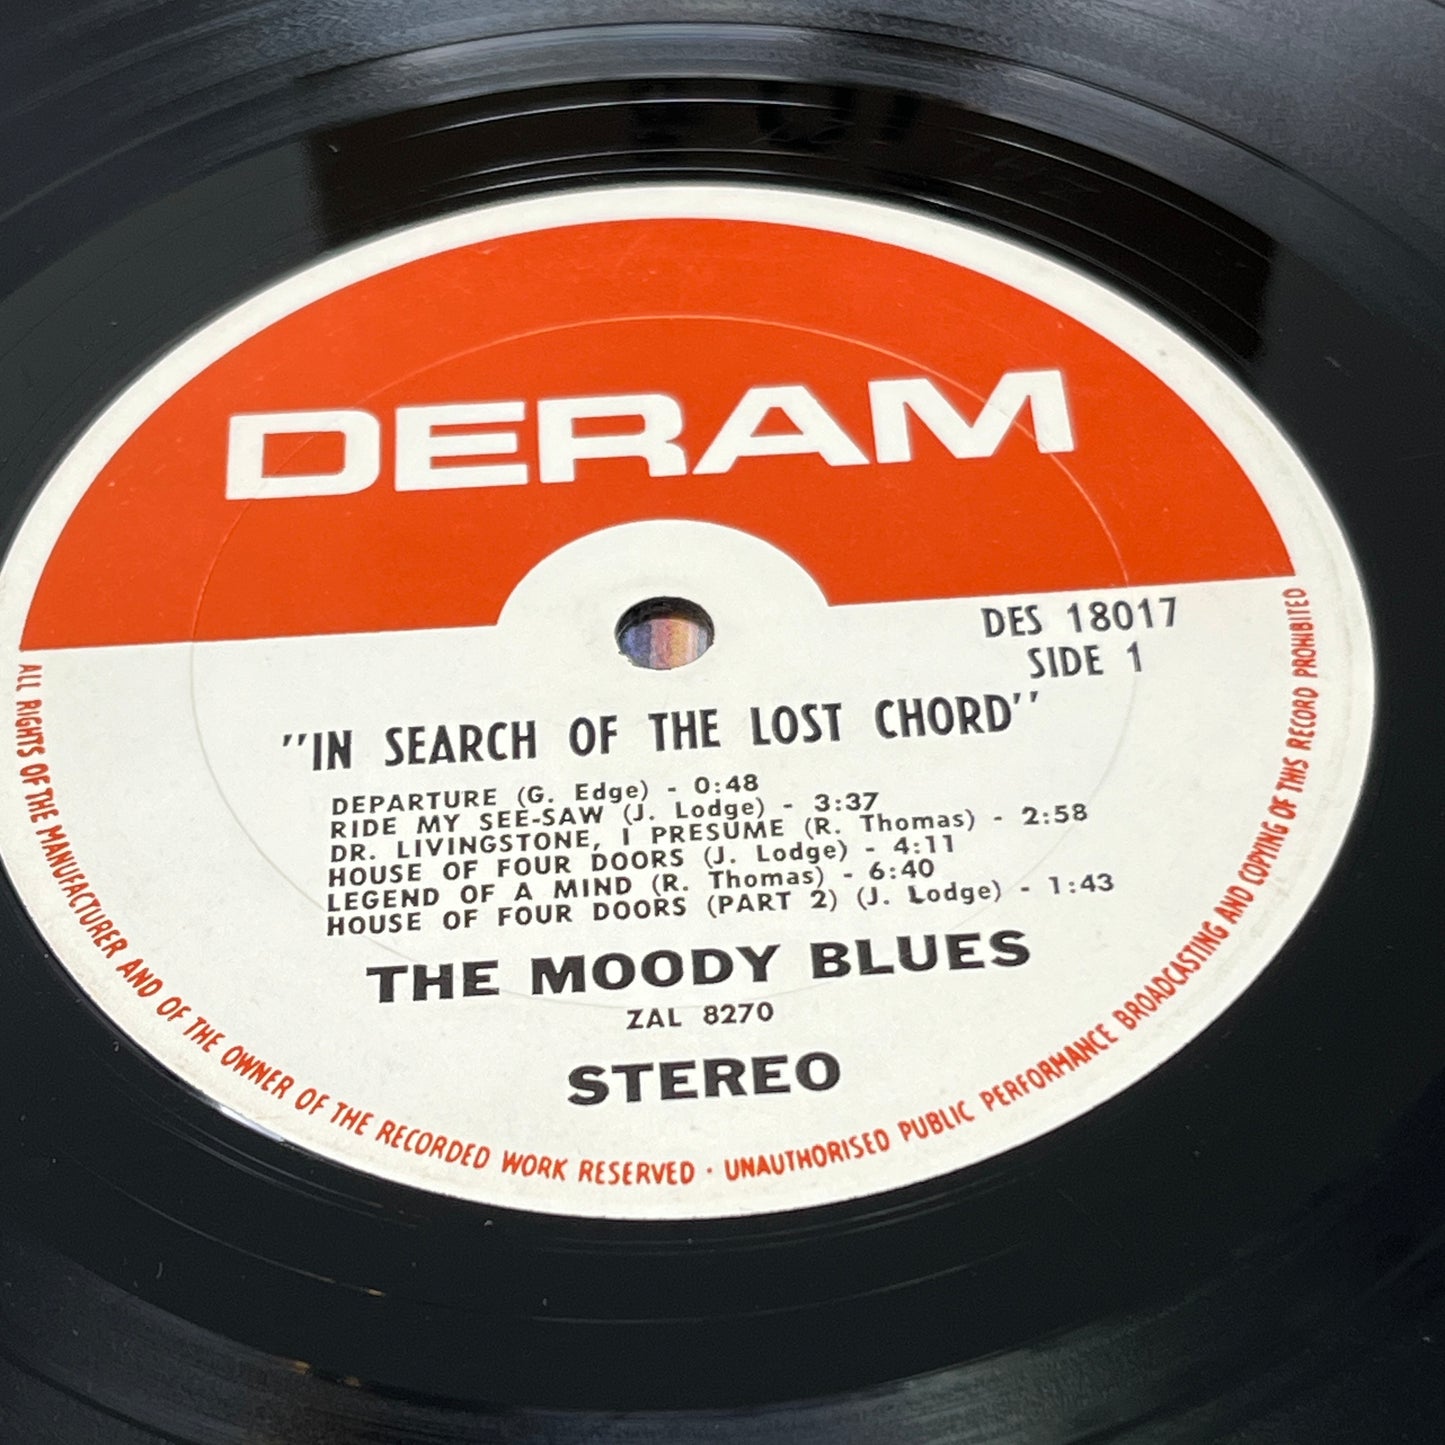 DERAM
DES 18017
SIDE 1
"IN SEARCH OF THE LOST CHORD"
DEPARTURE (G. Edge) - 0:48
RIDE MY SEE-SAW (J. Lodge) - 3:37
DR. LIVINGSTONE, I PRESUME (R. Thomas) - 2:58
HOUSE OF FOUR DOORS (J. Lodge) - 4:11
LEGEND OF A MIND (R. Thomas) - 6:40
HOUSE OF FOUR DOORS (PART 2) (J. Lodge) - 1:43
THE MOODY BLUES
ZAL 8270
STEREO
ALL RIGHTS OF THE MANUFACTURER AND OF THE OWNER OF THE RECORDED WORK RESERVED · UNAUTHORISED PUBLIC PERFORMANCE BROADCASTING AND COPYING OF THIS RECORD PROHIBITED